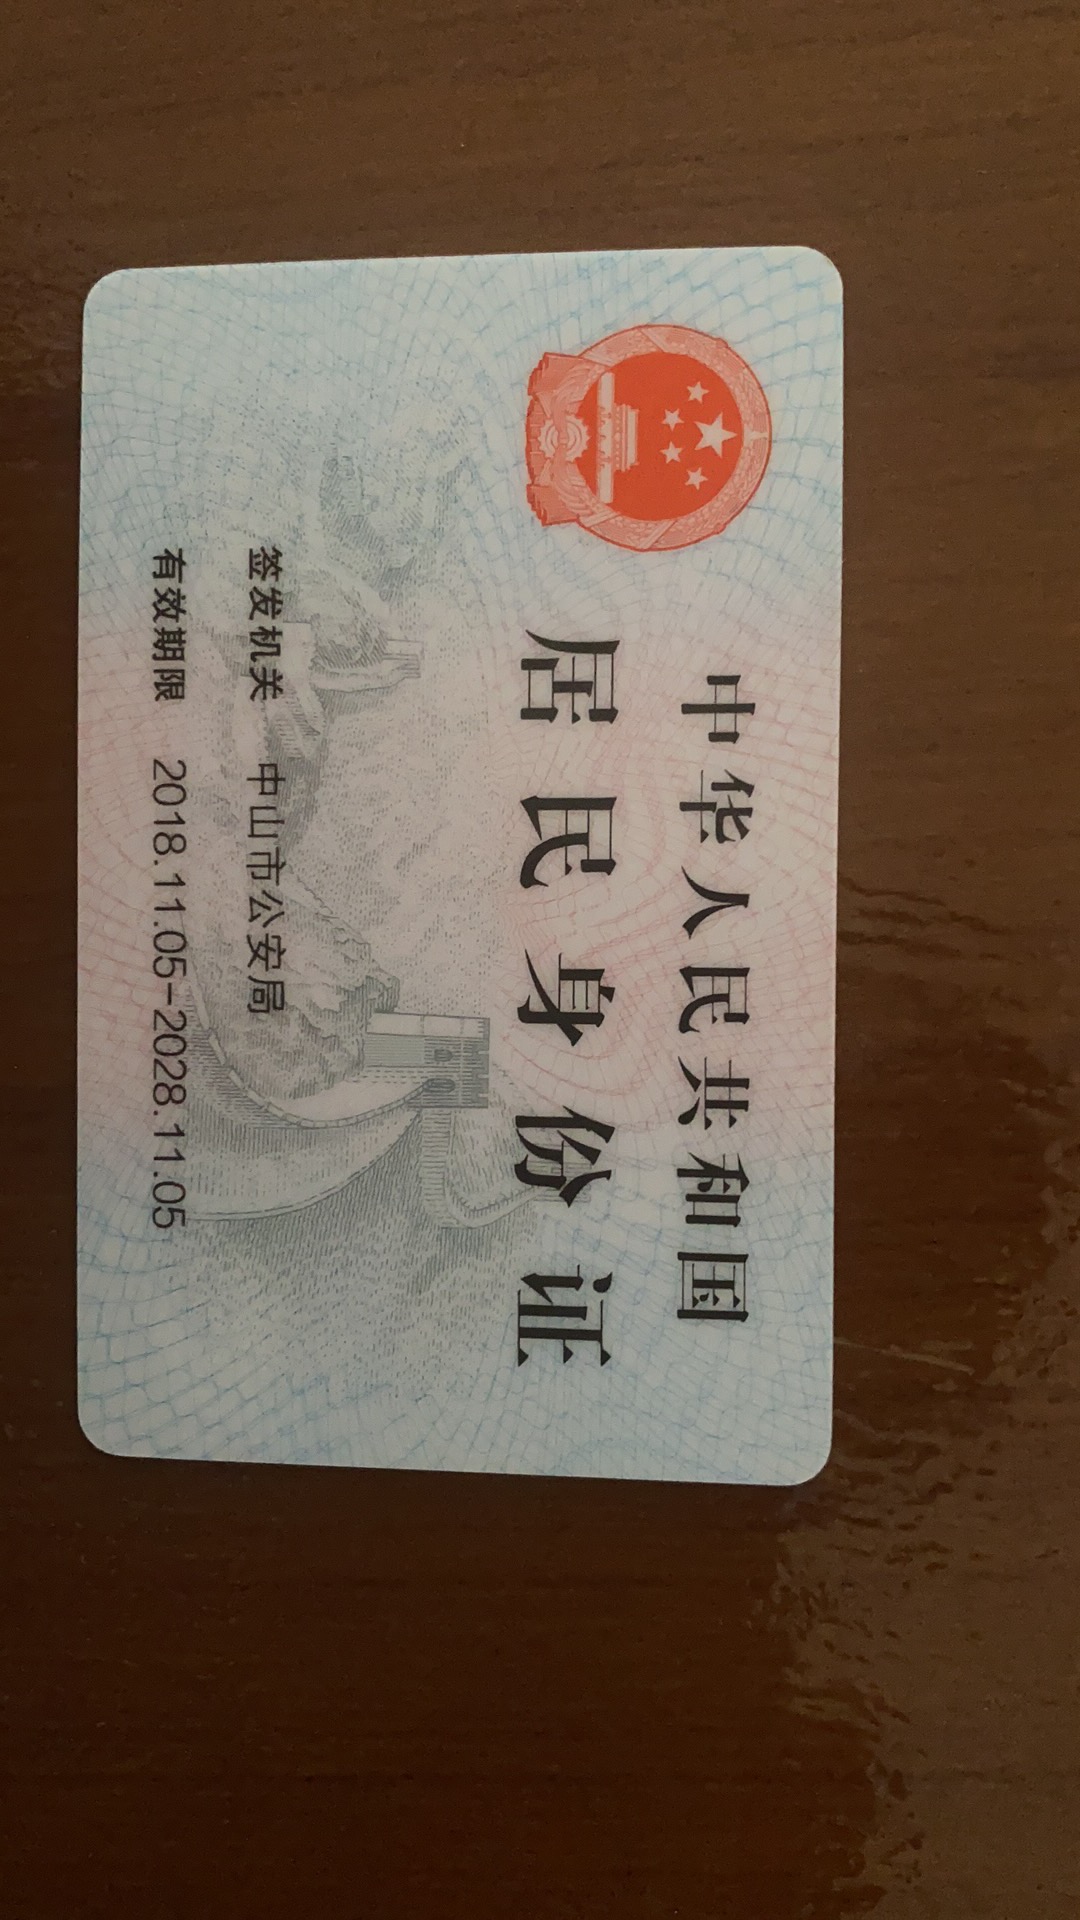 中华人民共和国
居民身份证
签发机关 中山市公安局
有效期限 2018.11.05-2028.11.05